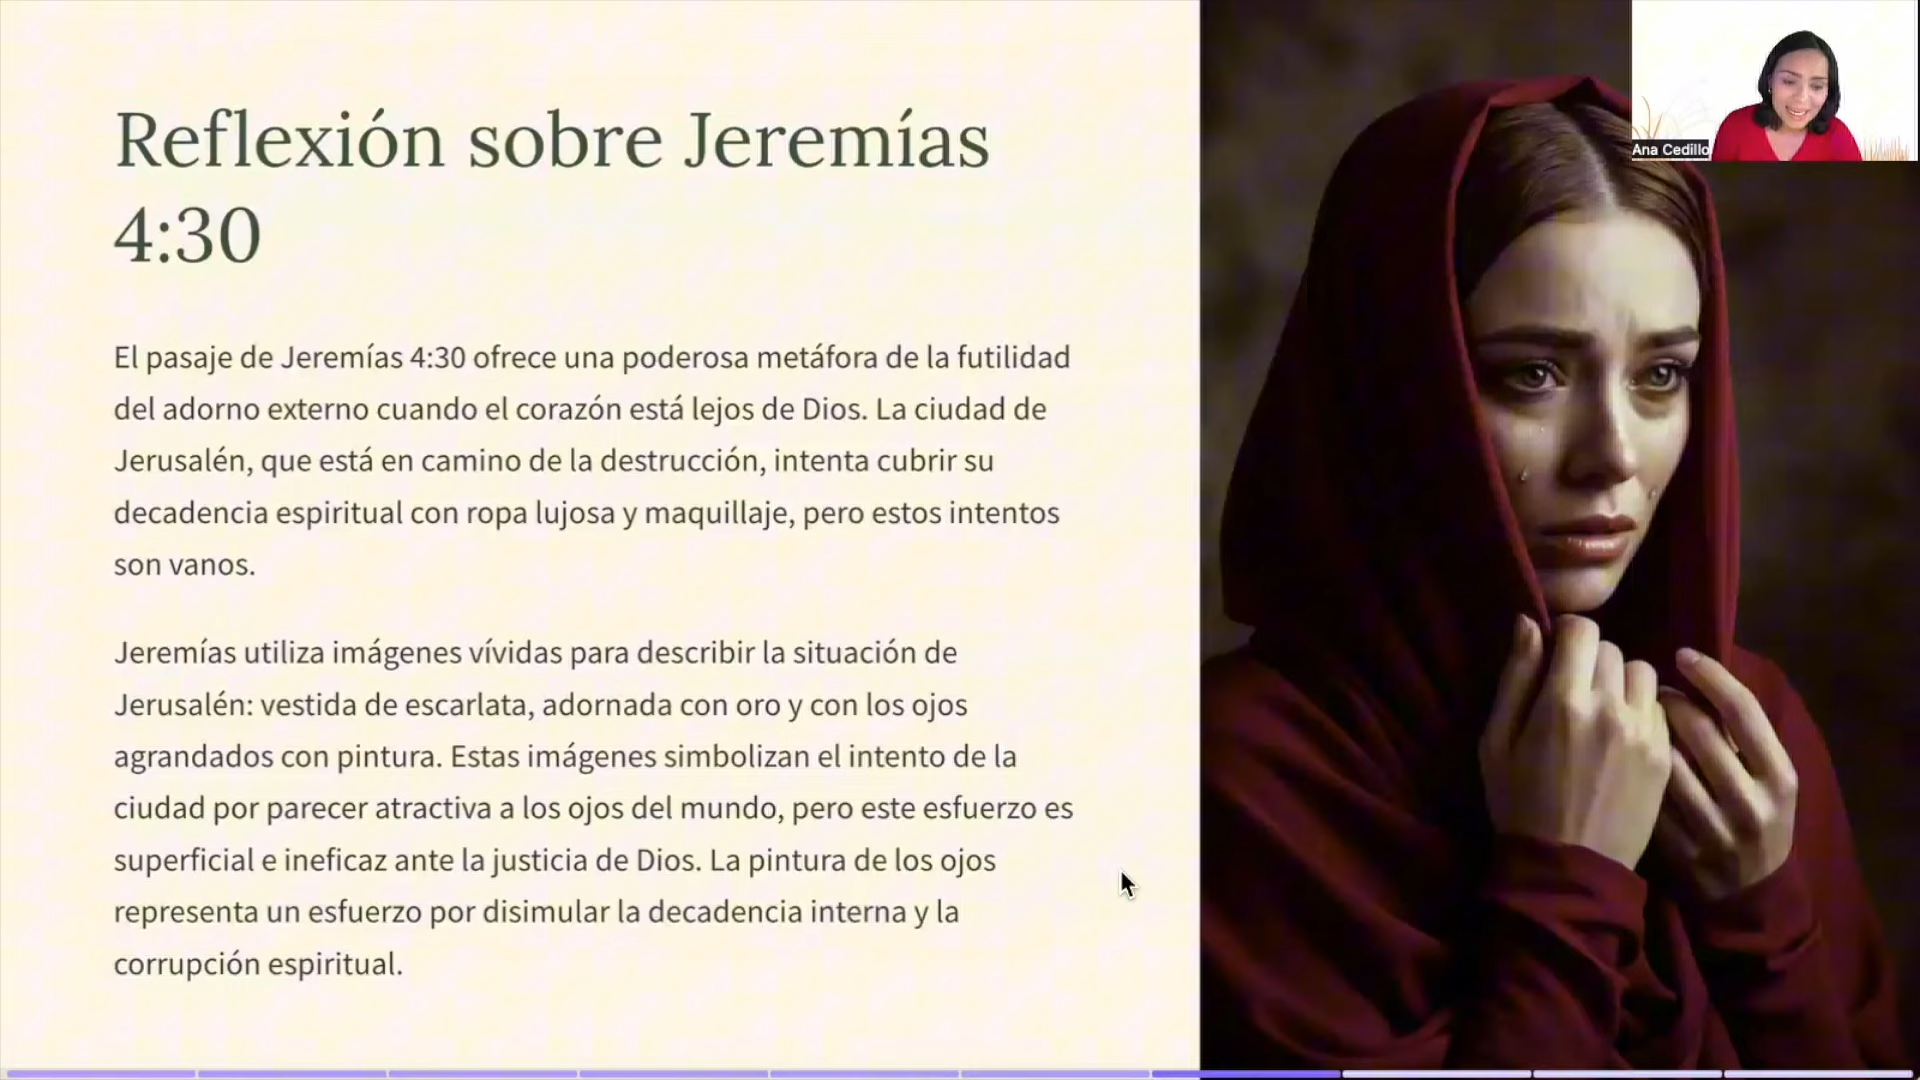 Reflexión sobre Jeremías
4:30
El pasaje de Jeremías 4:30 ofrece una poderosa metáfora de la futilidad
del adorno externo cuando el corazón está lejos de Dios. La ciudad de
Jerusalén, que está en camino de la destrucción, intenta cubrir su
decadencia espiritual con ropa lujosa y maquillaje, pero estos intentos
son vanos.
Jeremías utiliza imágenes vívidas para describir la situación de
Jerusalén: vestida de escarlata, adornada con oro y con los ojos
agrandados con pintura. Estas imágenes simbolizan el intento de la
ciudad por parecer atractiva a los ojos del mundo, pero este esfuerzo es
superficial e ineficaz ante la justicia de Dios. La pintura de los ojos
representa un esfuerzo por disimular la decadencia interna y la
corrupción espiritual.
Ana Cedillo